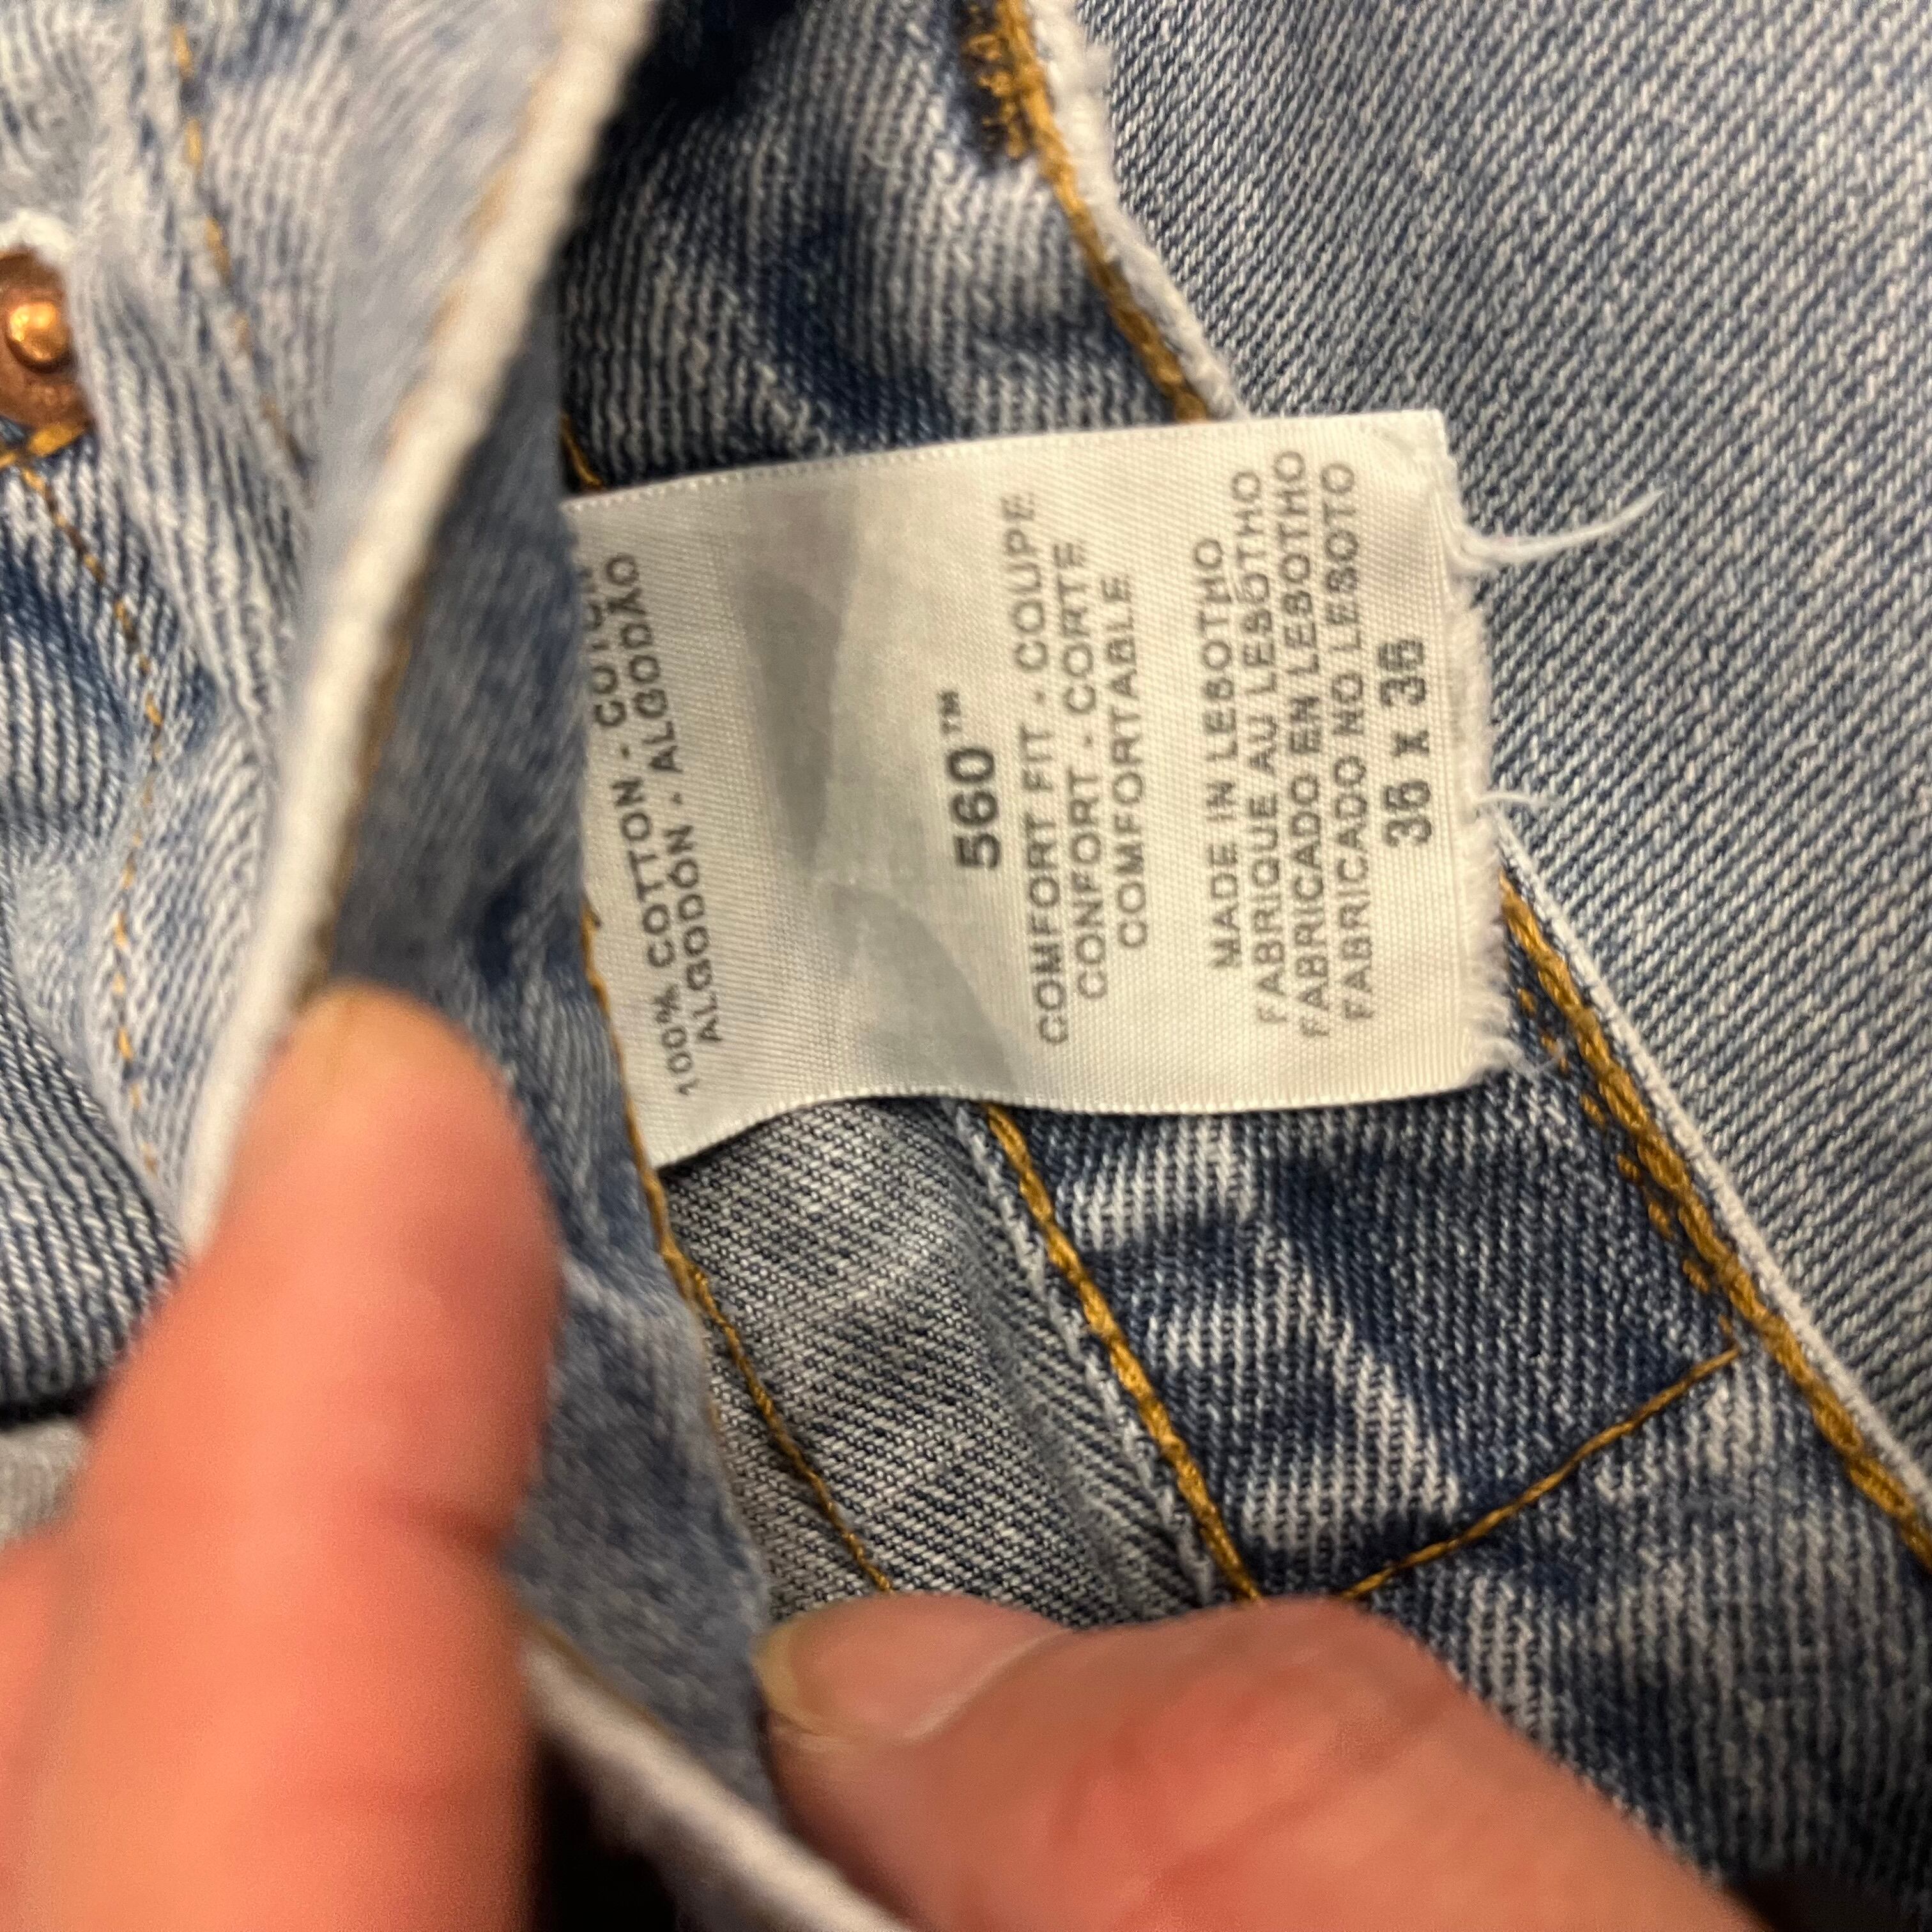 100% COTTON - COTON
ALGODÓN - ALGODÃO
560™
COMFORT FIT - COUPE
CONFORT - CORTE
COMFORTABLE
MADE IN LESOTHO
FABRIQUE AU LESOTHO
FABRICADO EN LESOTHO
FABRICADO NO LESOTO
36 x 36